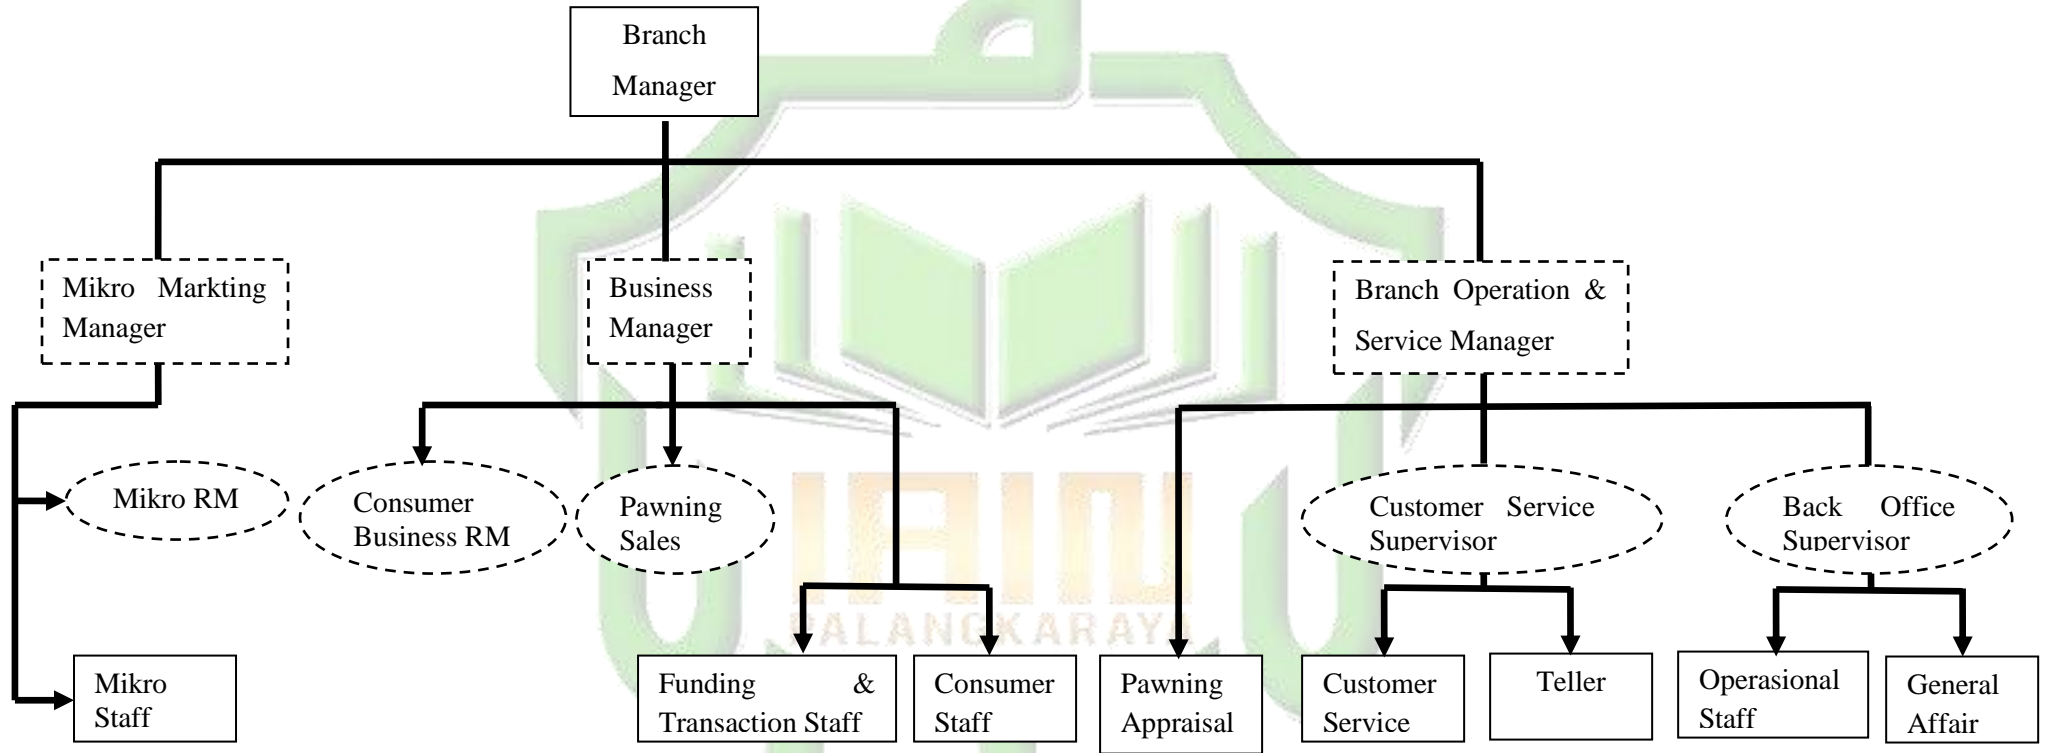 Branch
Manager
Mikro Markting
Manager
Business
Manager
Branch Operation &
Service Manager
Mikro RM
Consumer
Business RM
Pawning
Sales
Customer Service
Supervisor
Back Office
Supervisor
IAIN
PALANGKARAYA
Mikro
Staff
Funding &
Transaction Staff
Consumer
Staff
Pawning
Appraisal
Customer
Service
Teller
Operasional
Staff
General
Affair